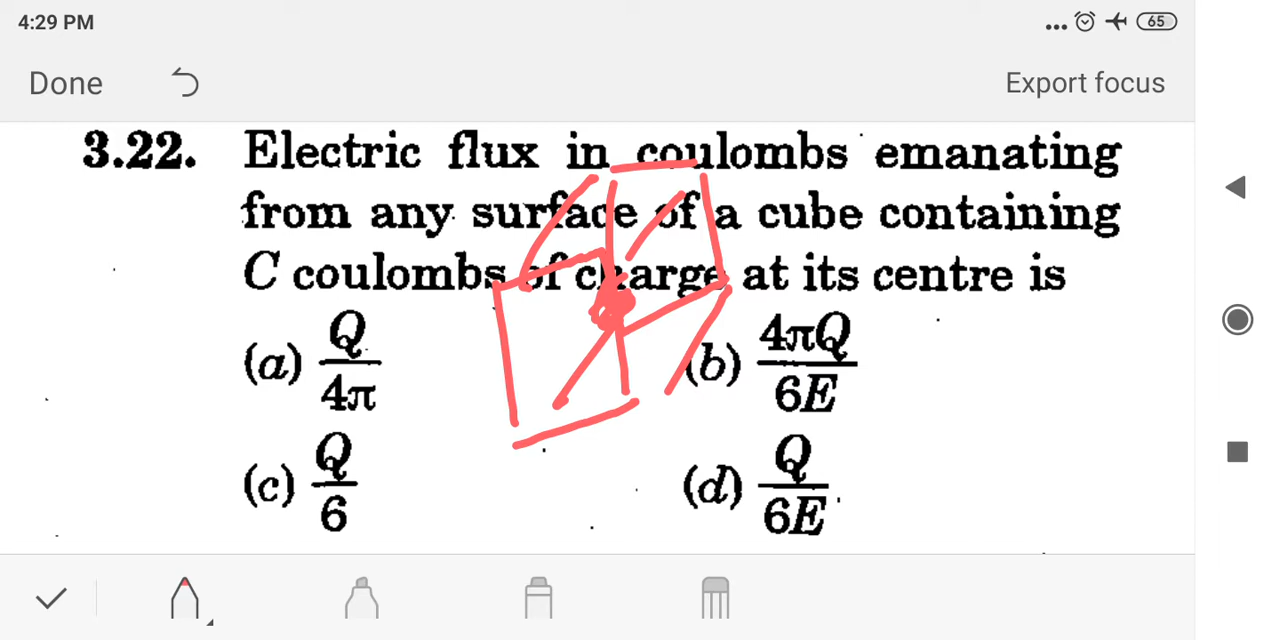 4:29 PM
65
Done
Export focus
3.22. Electric flux in coulombs emanating
from any surface of a cube containing
C coulombs of charge at its centre is
(a) Q/4π (b) 4πQ/6E
(c) Q/6 (d) Q/6E